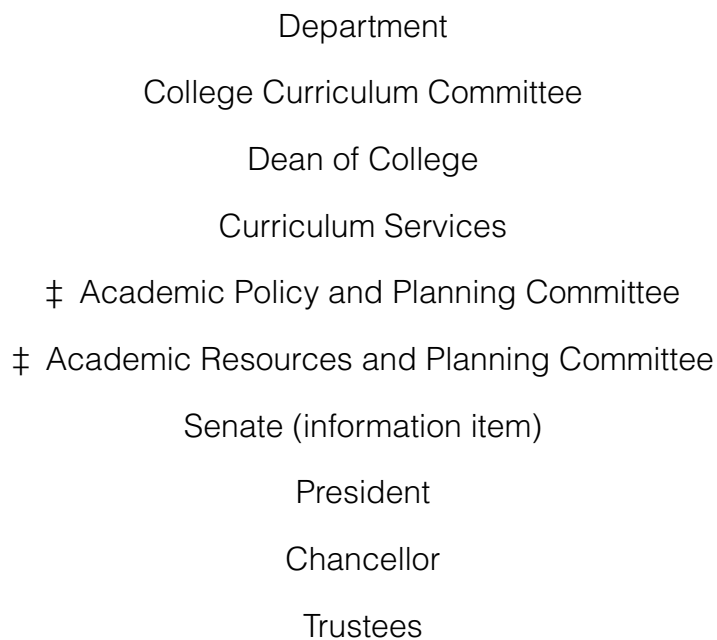 Department
College Curriculum Committee
Dean of College
Curriculum Services
‡ Academic Policy and Planning Committee
‡ Academic Resources and Planning Committee
Senate (information item)
President
Chancellor
Trustees